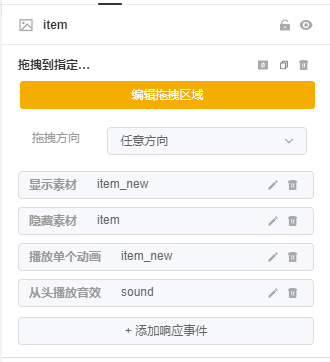 item
拖拽到指定...
编辑拖拽区域
拖拽方向 任意方向
显示素材 item_new
隐藏素材 item
播放单个动画 item_new
从头播放音效 sound
+ 添加响应事件